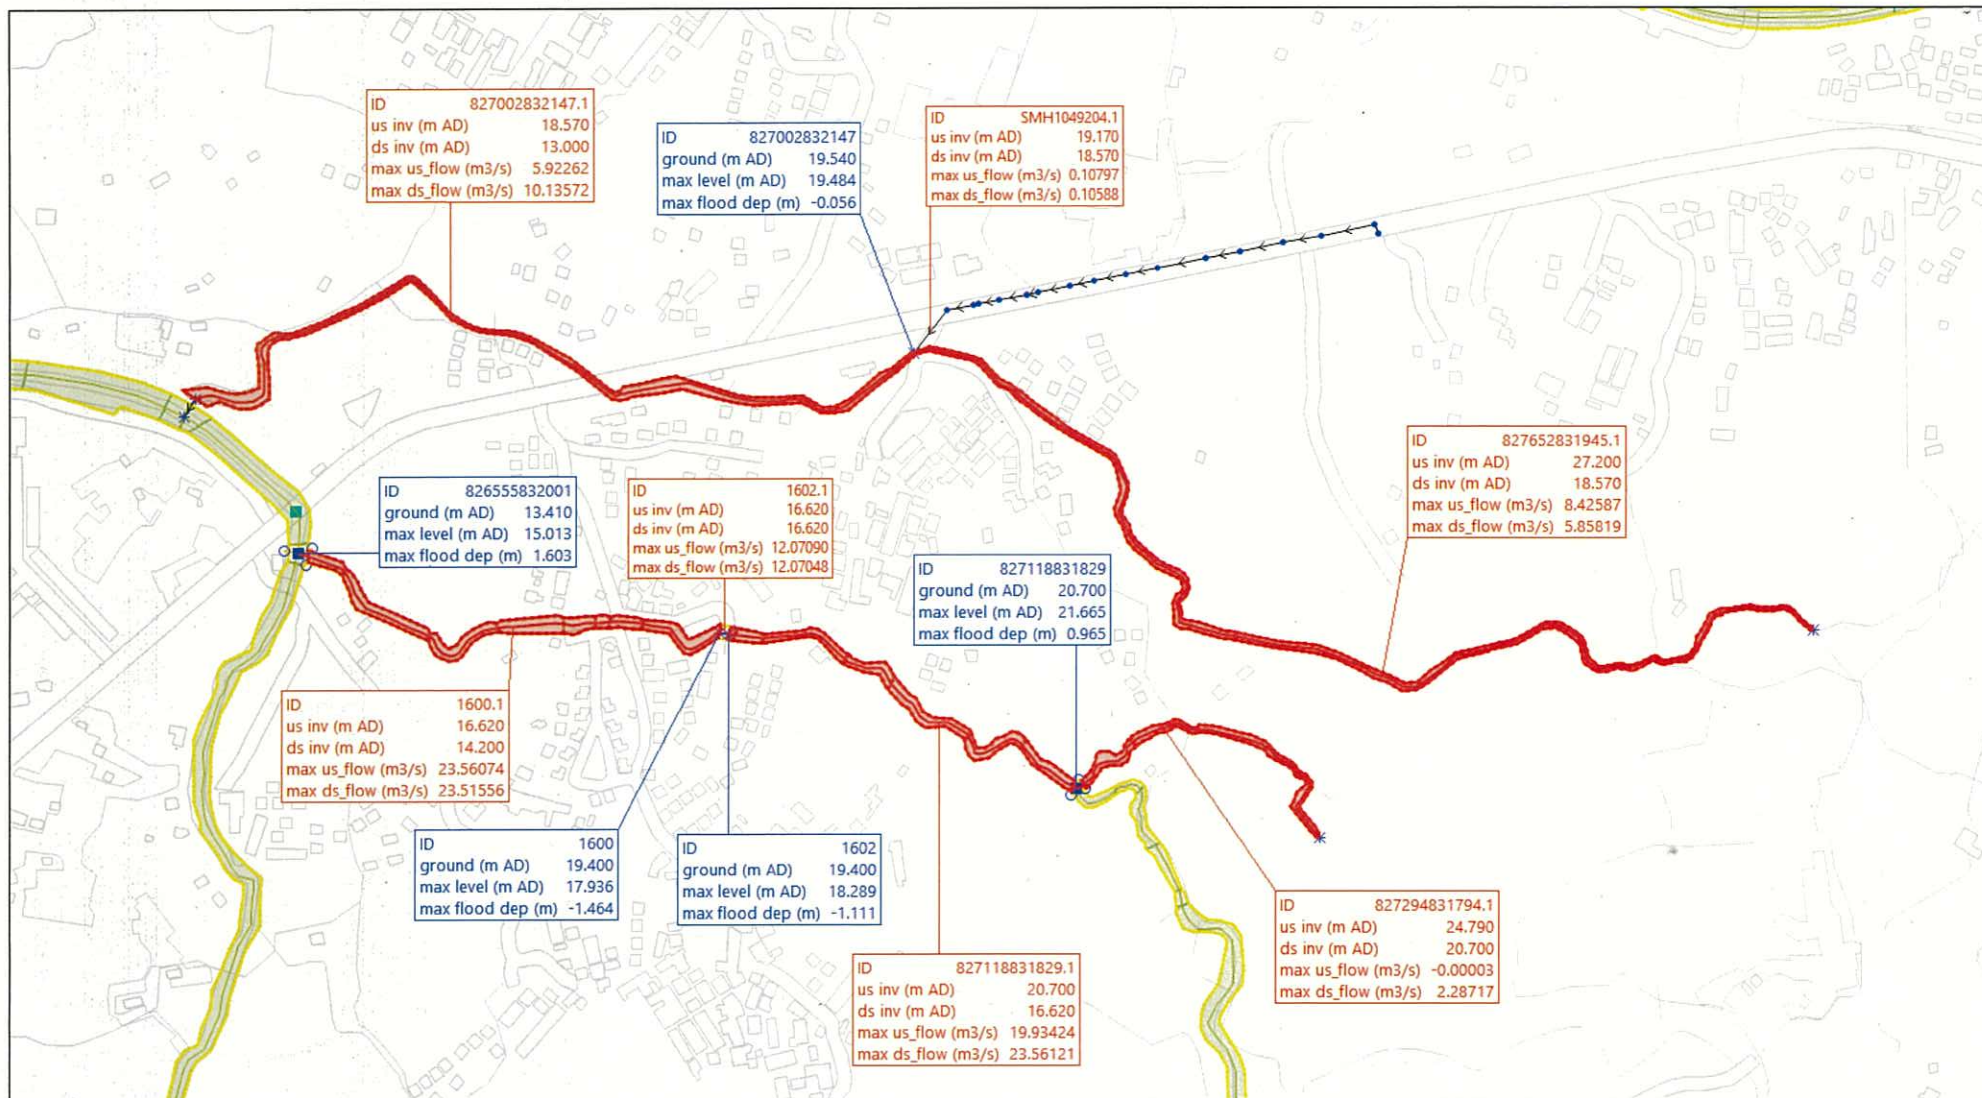 ID 827002832147.1
us inv (m AD) 18.570
ds inv (m AD) 13.000
max us_flow (m3/s) 5.92262
max ds_flow (m3/s) 10.13572
ID 827002832147
ground (m AD) 19.540
max level (m AD) 19.484
max flood dep (m) -0.056
ID SMH1049204.1
us inv (m AD) 19.170
ds inv (m AD) 18.570
max us_flow (m3/s) 0.10797
max ds_flow (m3/s) 0.10588
ID 827652831945.1
us inv (m AD) 27.200
ds inv (m AD) 18.570
max us_flow (m3/s) 8.42587
max ds_flow (m3/s) 5.85819
ID 826555832001
ground (m AD) 13.410
max level (m AD) 15.013
max flood dep (m) 1.603
ID 1602.1
us inv (m AD) 16.620
ds inv (m AD) 16.620
max us_flow (m3/s) 12.07090
max ds_flow (m3/s) 12.07048
ID 827118831829
ground (m AD) 20.700
max level (m AD) 21.665
max flood dep (m) 0.965
ID 1600.1
us inv (m AD) 16.620
ds inv (m AD) 14.200
max us_flow (m3/s) 23.56074
max ds_flow (m3/s) 23.51556
ID 1600
ground (m AD) 19.400
max level (m AD) 17.936
max flood dep (m) -1.464
ID 1602
ground (m AD) 19.400
max level (m AD) 18.289
max flood dep (m) -1.111
ID 827294831794.1
us inv (m AD) 24.790
ds inv (m AD) 20.700
max us_flow (m3/s) -0.00003
max ds_flow (m3/s) 2.28717
ID 827118831829.1
us inv (m AD) 20.700
ds inv (m AD) 16.620
max us_flow (m3/s) 19.93424
max ds_flow (m3/s) 23.56121